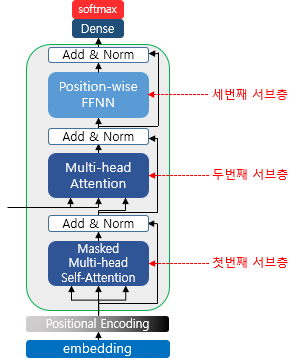 softmax
Dense
Add & Norm
Position-wise
FFNN
세번째 서브층
Add & Norm
Multi-head
Attention
두번째 서브층
Add & Norm
Masked
Multi-head
Self-Attention
첫번째 서브층
Positional Encoding
embedding